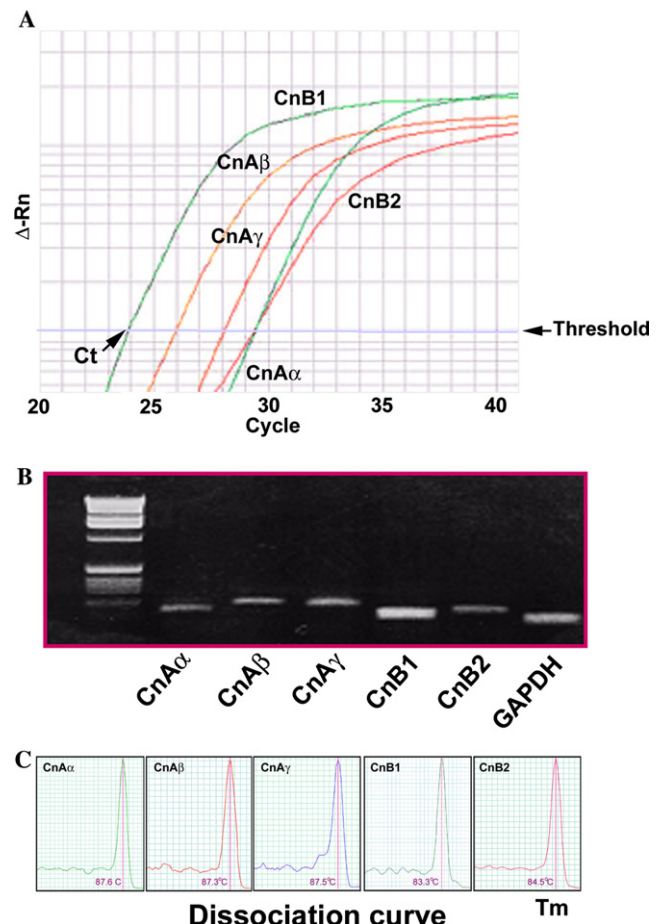 A
CnB1
CnAβ
CnB2
CnAγ
Δ-Rn
Threshold
Ct
CnAα
20 25 30 35 40
Cycle
B
CnAα CnAβ CnAγ CnB1 CnB2 GAPDH
C
CnAα CnAβ CnAγ CnB1 CnB2
87.6 C 87.3°C 87.5°C 83.3°C 84.5°C
Tm
Dissociation curve